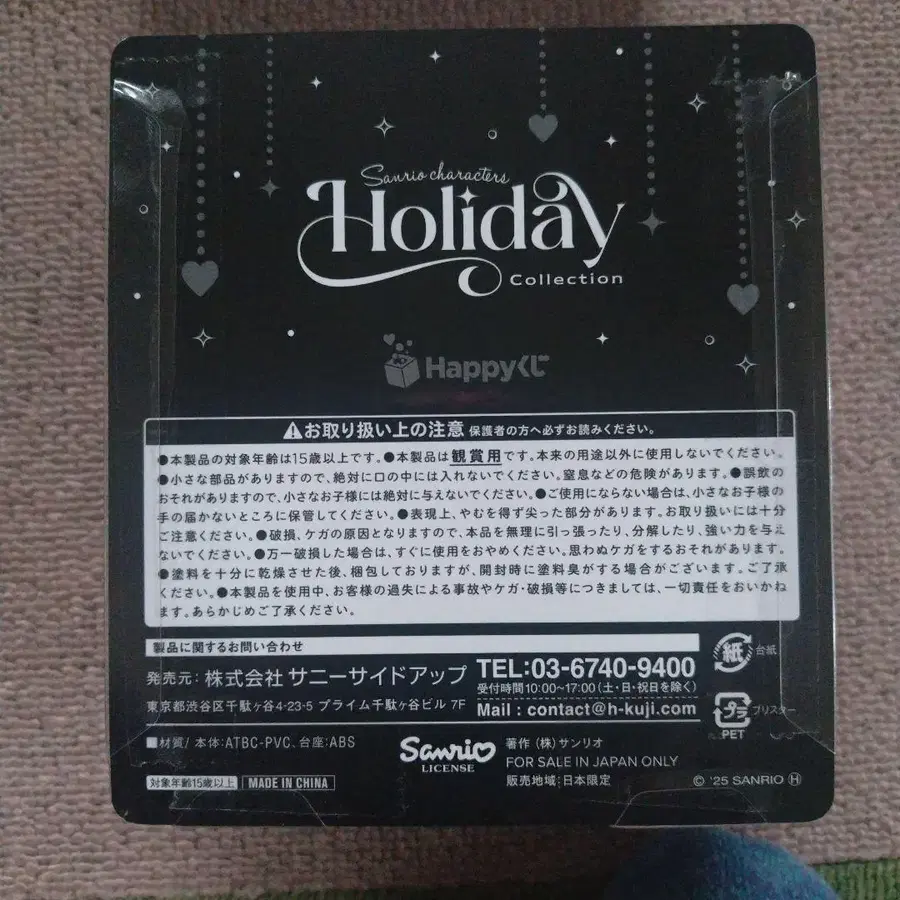 Sanrio characters
Holiday
Collection
Happyくじ
⚠お取り扱い上の注意 保護者の方へ必ずお読みください。
●本製品の対象年齢は15歳以上です。●本製品は観賞用です。本来の用途以外に使用しないでください。
●小さな部品がありますので、絶対に口の中には入れないでください。窒息などの危険があります。●誤飲の
おそれがありますので、小さなお子様には絶対に与えないでください。●ご使用にならない場合は、小さなお子様の
手の届かないところに保管してください。●表現上、やむを得ず尖った部分があります。お取り扱いには十分
ご注意ください。●破損、ケガの原因となりますので、本品を無理に引っ張ったり、分解したり、強い力を与え
ないでください。●万一破損した場合は、すぐに使用をおやめください。思わぬケガをするおそれがあります。
●塗料を十分に乾燥させた後、梱包しておりますが、開封時に塗料臭がする場合がございます。ご了承
ください。●本製品を使用中、お客様の過失による事故やケガ・破損等につきましては、一切責任をおいかね
ます。あらかじめご了承ください。
製品に関するお問い合わせ
発売元：株式会社 サニーサイドアップ
東京都渋谷区千駄ヶ谷4-23-5 プライム千駄ヶ谷ビル 7F
TEL:03-6740-9400
受付時間10:00~17:00(土・日・祝日を除く)
Mail : contact@h-kuji.com
紙 台紙
プラ ブリスター
PET
■材質/ 本体:ATBC-PVC、台座:ABS
対象年齢15歳以上 MADE IN CHINA
Sanrio
LICENSE
著作 (株)サンリオ
FOR SALE IN JAPAN ONLY
販売地域:日本限定
© '25 SANRIO Ⓗ